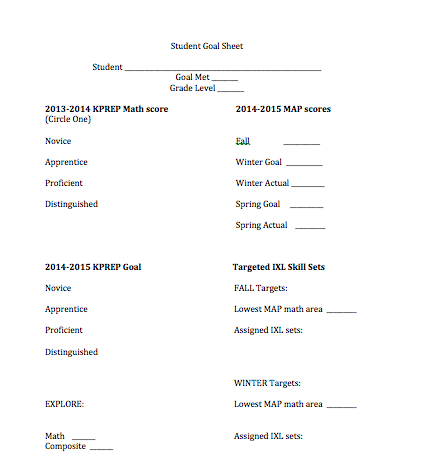 Student Goal Sheet
Student ____________________
Goal Met ______
Grade Level ______
2013-2014 KPREP Math score
(Circle One)
Novice
Apprentice
Proficient
Distinguished
2014-2015 MAP scores
Fall ________
Winter Goal ________
Winter Actual ________
Spring Goal ________
Spring Actual ________
2014-2015 KPREP Goal
Novice
Apprentice
Proficient
Distinguished
EXPLORE:
Math ______
Composite ______
Targeted IXL Skill Sets
FALL Targets:
Lowest MAP math area ________
Assigned IXL sets:
WINTER Targets:
Lowest MAP math area ________
Assigned IXL sets: